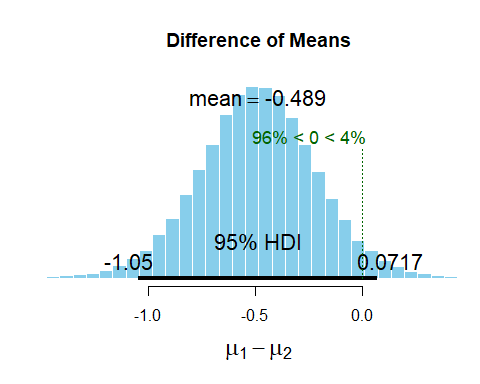 Difference of Means
mean = -0.489
96% < 0 < 4%
95% HDI
-1.05 0.0717
-1.0 -0.5 0.0
μ1 − μ2